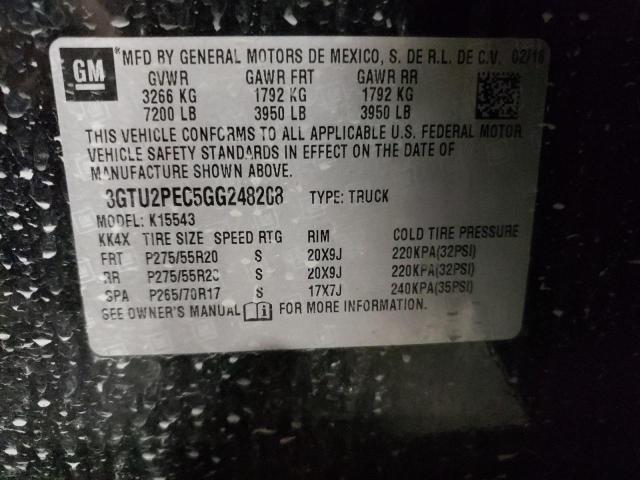 GM
® MFD BY GENERAL MOTORS DE MEXICO, S. DE R.L. DE C.V. 02/16
GVWR GAWR FRT GAWR RR
3266 KG 1792 KG 1792 KG
7200 LB 3950 LB 3950 LB
THIS VEHICLE CONFORMS TO ALL APPLICABLE U.S. FEDERAL MOTOR
VEHICLE SAFETY STANDARDS IN EFFECT ON THE DATE OF
MANUFACTURE SHOWN ABOVE.
3GTU2PEC5GG248208 TYPE: TRUCK
MODEL: K15543
KK4X TIRE SIZE SPEED RTG RIM COLD TIRE PRESSURE
FRT P275/55R20 S 20X9J 220KPA(32PSI)
RR P275/55R20 S 20X9J 220KPA(32PSI)
SPA P265/70R17 S 17X7J 240KPA(35PSI)
SEE OWNER'S MANUAL FOR MORE INFORMATION.